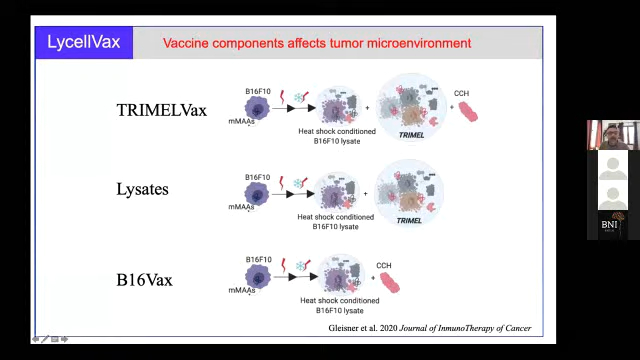 LycellVax
Vaccine components affects tumor microenvironment
TRIMELVax
B16F10
mMAAs
Heat shock conditioned
B16F10 lysate
+
TRIMEL
+
CCH
Lysates
B16F10
mMAAs
Heat shock conditioned
B16F10 lysate
+
TRIMEL
B16Vax
B16F10
mMAAs
Heat shock conditioned
B16F10 lysate
+
CCH
Gleisner et al. 2020 Journal of InmunoTherapy of Cancer
BNI